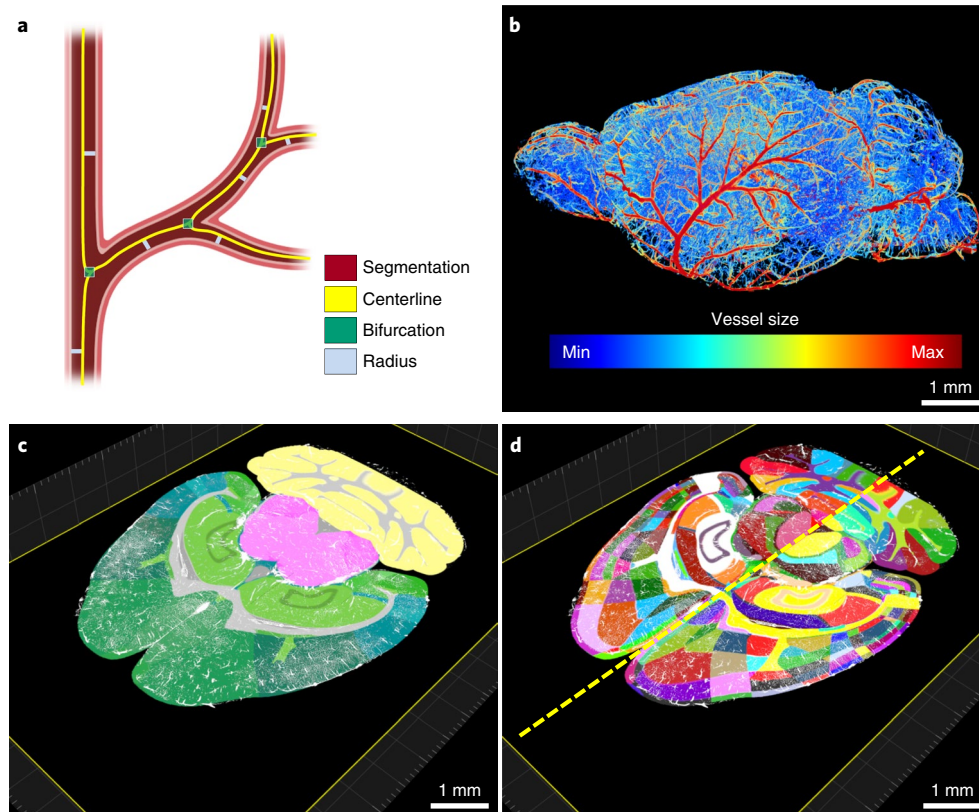 a
Segmentation
Centerline
Bifurcation
Radius
b
Vessel size
Min
Max
1 mm
c
1 mm
d
1 mm